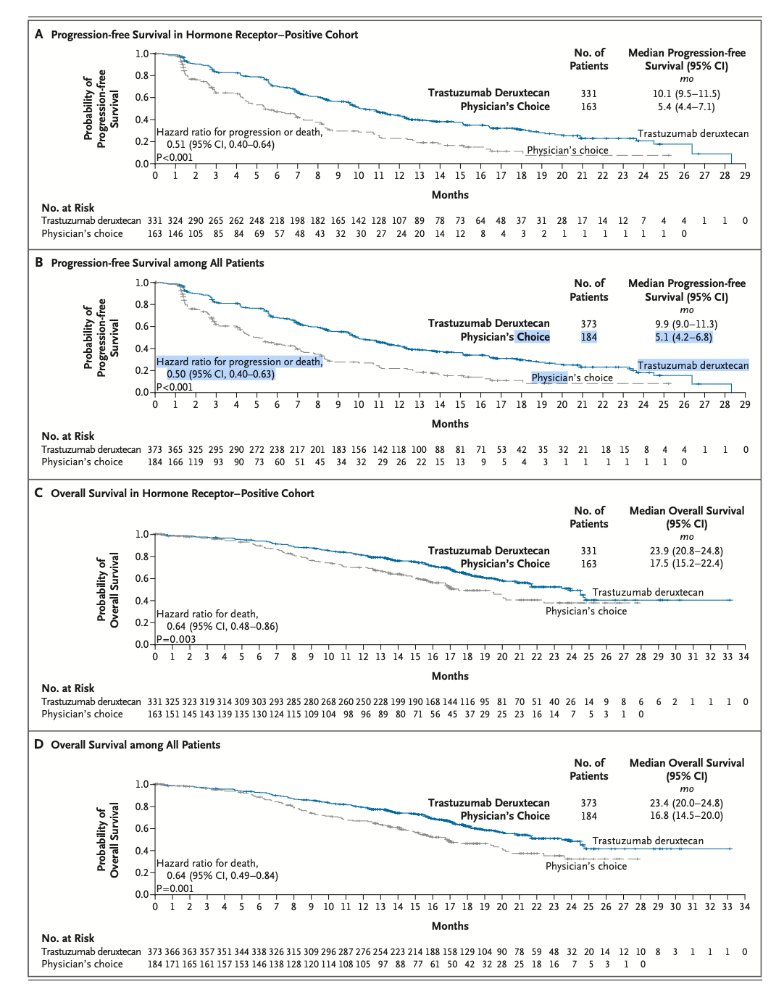 A Progression-free Survival in Hormone Receptor–Positive Cohort
No. of Patients
Median Progression-free Survival (95% CI)
mo
Trastuzumab Deruxtecan 331 10.1 (9.5–11.5)
Physician's Choice 163 5.4 (4.4–7.1)
Probability of Progression-free Survival
1.0
0.8
0.6
0.4
0.2
0.0
Hazard ratio for progression or death,
0.51 (95% CI, 0.40–0.64)
P<0.001
Trastuzumab deruxtecan
Physician's choice
0 1 2 3 4 5 6 7 8 9 10 11 12 13 14 15 16 17 18 19 20 21 22 23 24 25 26 27 28 29
Months
No. at Risk
Trastuzumab deruxtecan 331 324 290 265 262 248 218 198 182 165 142 128 107 89 78 73 64 48 37 31 28 17 14 12 7 4 4 1 1 0
Physician's choice 163 146 105 85 84 69 57 48 43 32 30 27 24 20 14 12 8 4 3 2 1 1 1 1 1 1 0
B Progression-free Survival among All Patients
No. of Patients
Median Progression-free Survival (95% CI)
mo
Trastuzumab Deruxtecan 373 9.9 (9.0–11.3)
Physician's Choice 184 5.1 (4.2–6.8)
Probability of Progression-free Survival
1.0
0.8
0.6
0.4
0.2
0.0
Hazard ratio for progression or death,
0.50 (95% CI, 0.40–0.63)
P<0.001
Trastuzumab deruxtecan
Physician's choice
0 1 2 3 4 5 6 7 8 9 10 11 12 13 14 15 16 17 18 19 20 21 22 23 24 25 26 27 28 29
Months
No. at Risk
Trastuzumab deruxtecan 373 365 325 295 290 272 238 217 201 183 156 142 118 100 88 81 71 53 42 35 32 21 18 15 8 4 4 1 1 0
Physician's choice 184 166 119 93 90 73 60 51 45 34 32 29 26 22 15 13 9 5 4 3 1 1 1 1 1 1 0
C Overall Survival in Hormone Receptor–Positive Cohort
No. of Patients
Median Overall Survival (95% CI)
mo
Trastuzumab Deruxtecan 331 23.9 (20.8–24.8)
Physician's Choice 163 17.5 (15.2–22.4)
Probability of Overall Survival
1.0
0.8
0.6
0.4
0.2
0.0
Hazard ratio for death,
0.64 (95% CI, 0.48–0.86)
P=0.003
Trastuzumab deruxtecan
Physician's choice
0 1 2 3 4 5 6 7 8 9 10 11 12 13 14 15 16 17 18 19 20 21 22 23 24 25 26 27 28 29 30 31 32 33 34
Months
No. at Risk
Trastuzumab deruxtecan 331 325 323 319 314 309 303 293 285 280 268 260 250 228 199 190 168 144 116 95 81 70 51 40 26 14 9 8 6 6 2 1 1 1 0
Physician's choice 163 151 145 143 139 135 130 124 115 109 104 98 96 89 80 71 56 45 37 29 25 23 16 14 7 5 3 1 0
D Overall Survival among All Patients
No. of Patients
Median Overall Survival (95% CI)
mo
Trastuzumab Deruxtecan 373 23.4 (20.0–24.8)
Physician's Choice 184 16.8 (14.5–20.0)
Probability of Overall Survival
1.0
0.8
0.6
0.4
0.2
0.0
Hazard ratio for death,
0.64 (95% CI, 0.49–0.84)
P=0.001
Trastuzumab deruxtecan
Physician's choice
0 1 2 3 4 5 6 7 8 9 10 11 12 13 14 15 16 17 18 19 20 21 22 23 24 25 26 27 28 29 30 31 32 33 34
Months
No. at Risk
Trastuzumab deruxtecan 373 366 363 357 351 344 338 326 315 309 296 287 276 254 223 214 188 158 129 104 90 78 59 48 32 20 14 12 10 8 3 1 1 1 0
Physician's choice 184 171 165 161 157 153 146 138 128 120 114 108 105 97 88 77 61 50 42 32 28 25 18 16 7 5 3 1 0